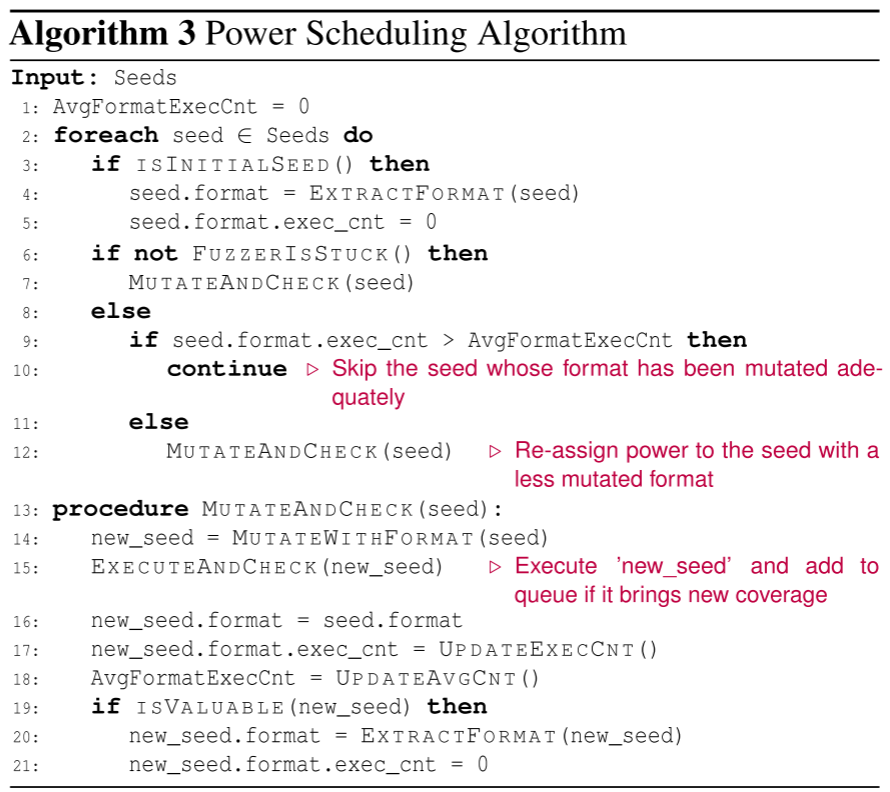 Algorithm 3 Power Scheduling Algorithm
Input: Seeds
1: AvgFormatExecCnt = 0
2: foreach seed ∈ Seeds do
3: if ISINITIALSEED() then
4: seed.format = EXTRACTFORMAT(seed)
5: seed.format.exec_cnt = 0
6: if not FUZZERISSTUCK() then
7: MUTATEANDCHECK(seed)
8: else
9: if seed.format.exec_cnt > AvgFormatExecCnt then
10: continue ▷ Skip the seed whose format has been mutated ade-
quately
11: else
12: MUTATEANDCHECK(seed) ▷ Re-assign power to the seed with a
less mutated format
13: procedure MUTATEANDCHECK(seed):
14: new_seed = MUTATEWITHFORMAT(seed)
15: EXECUTEANDCHECK(new_seed) ▷ Execute 'new_seed' and add to
queue if it brings new coverage
16: new_seed.format = seed.format
17: new_seed.format.exec_cnt = UPDATEEXECCNT()
18: AvgFormatExecCnt = UPDATEAVGCNT()
19: if ISVALUABLE(new_seed) then
20: new_seed.format = EXTRACTFORMAT(new_seed)
21: new_seed.format.exec_cnt = 0